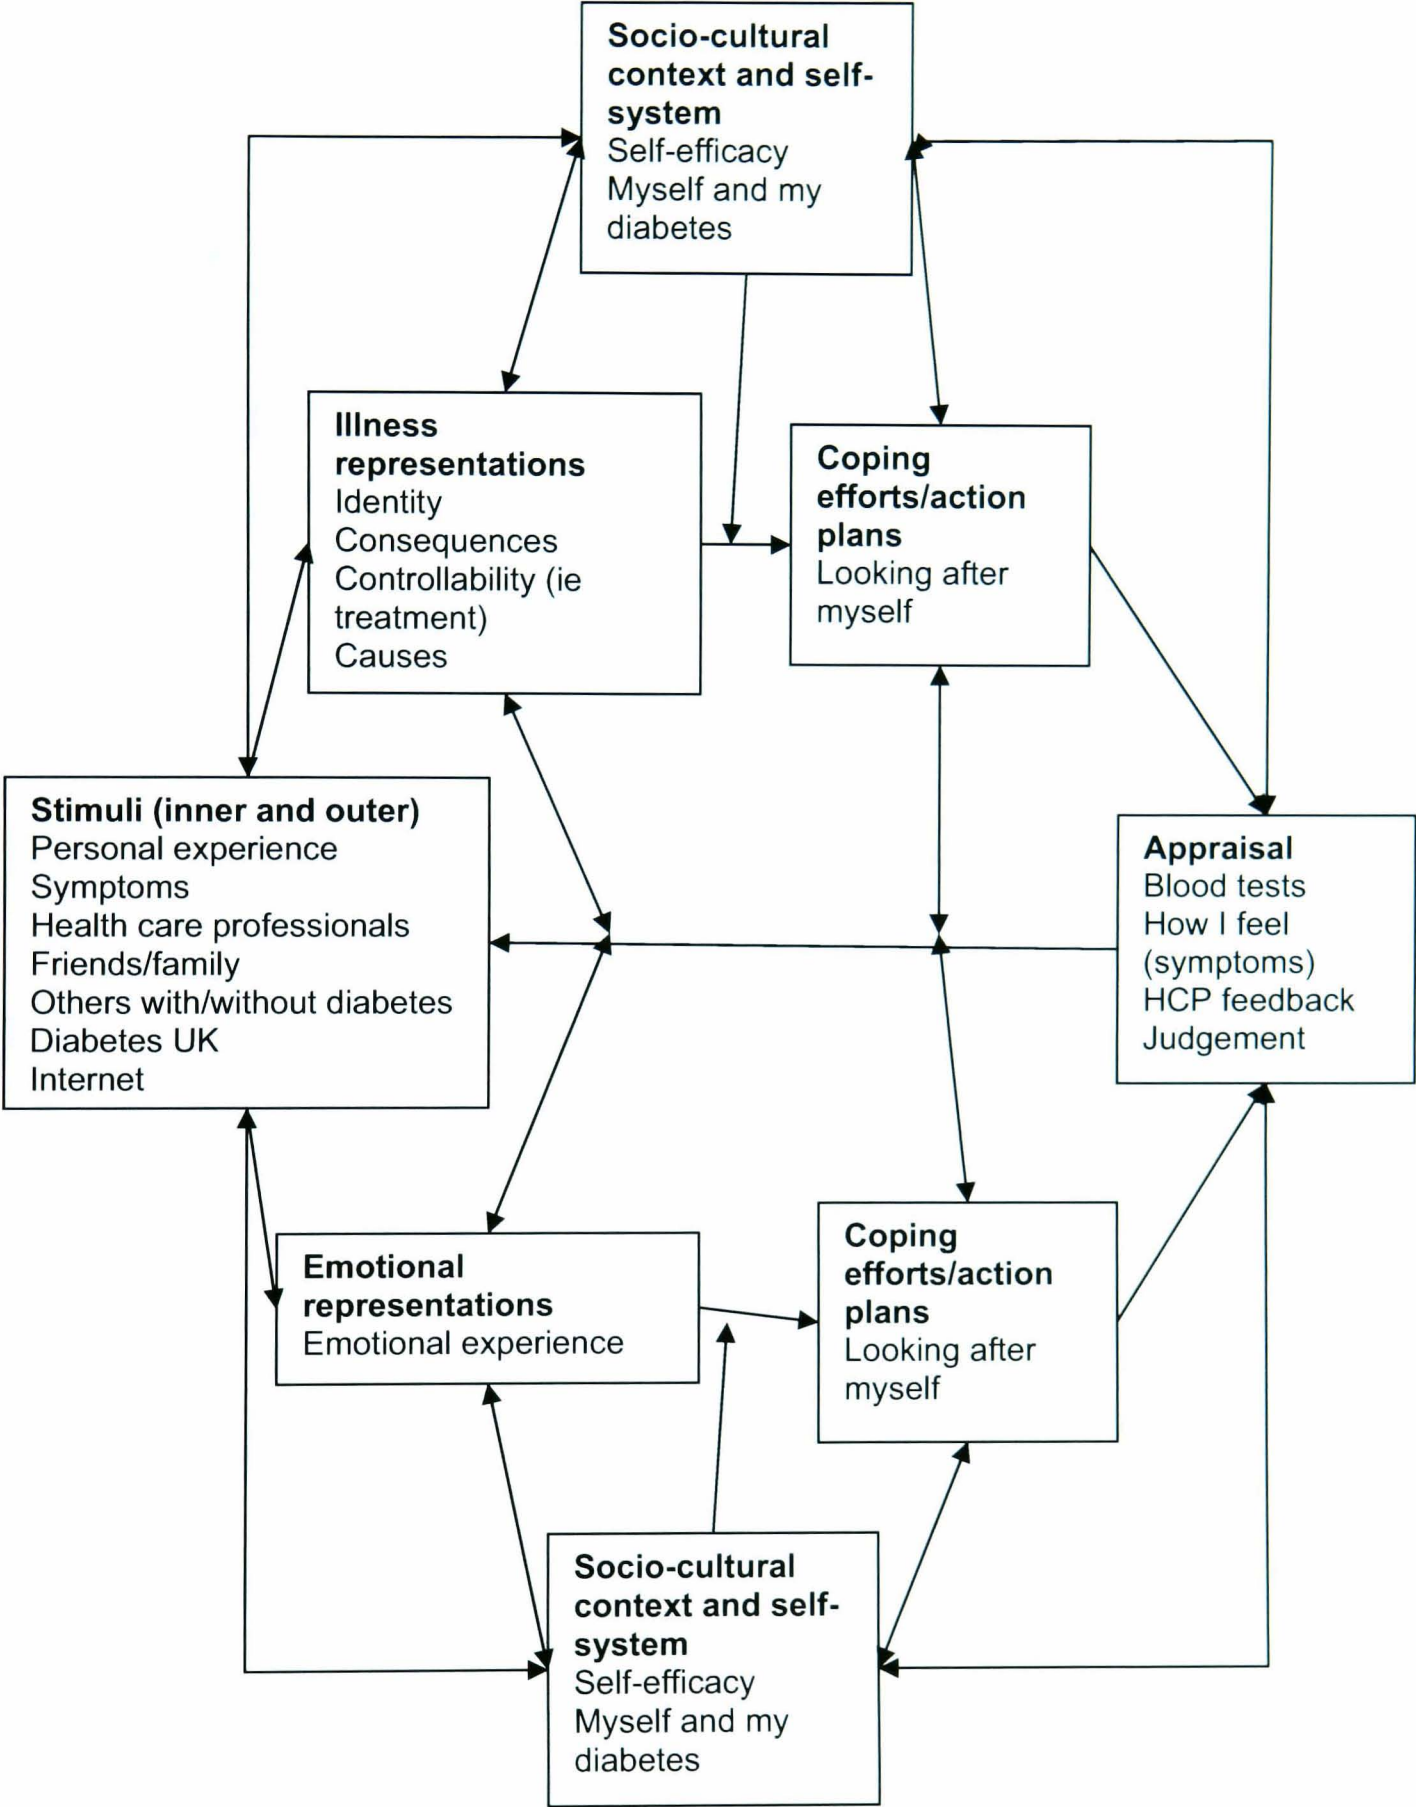 Socio-cultural
context and self-
system
Self-efficacy
Myself and my
diabetes
Illness
representations
Identity
Consequences
Controllability (ie
treatment)
Causes
Coping
efforts/action
plans
Looking after
myself
Stimuli (inner and outer)
Personal experience
Symptoms
Health care professionals
Friends/family
Others with/without diabetes
Diabetes UK
Internet
Appraisal
Blood tests
How I feel
(symptoms)
HCP feedback
Judgement
Emotional
representations
Emotional experience
Coping
efforts/action
plans
Looking after
myself
Socio-cultural
context and self-
system
Self-efficacy
Myself and my
diabetes